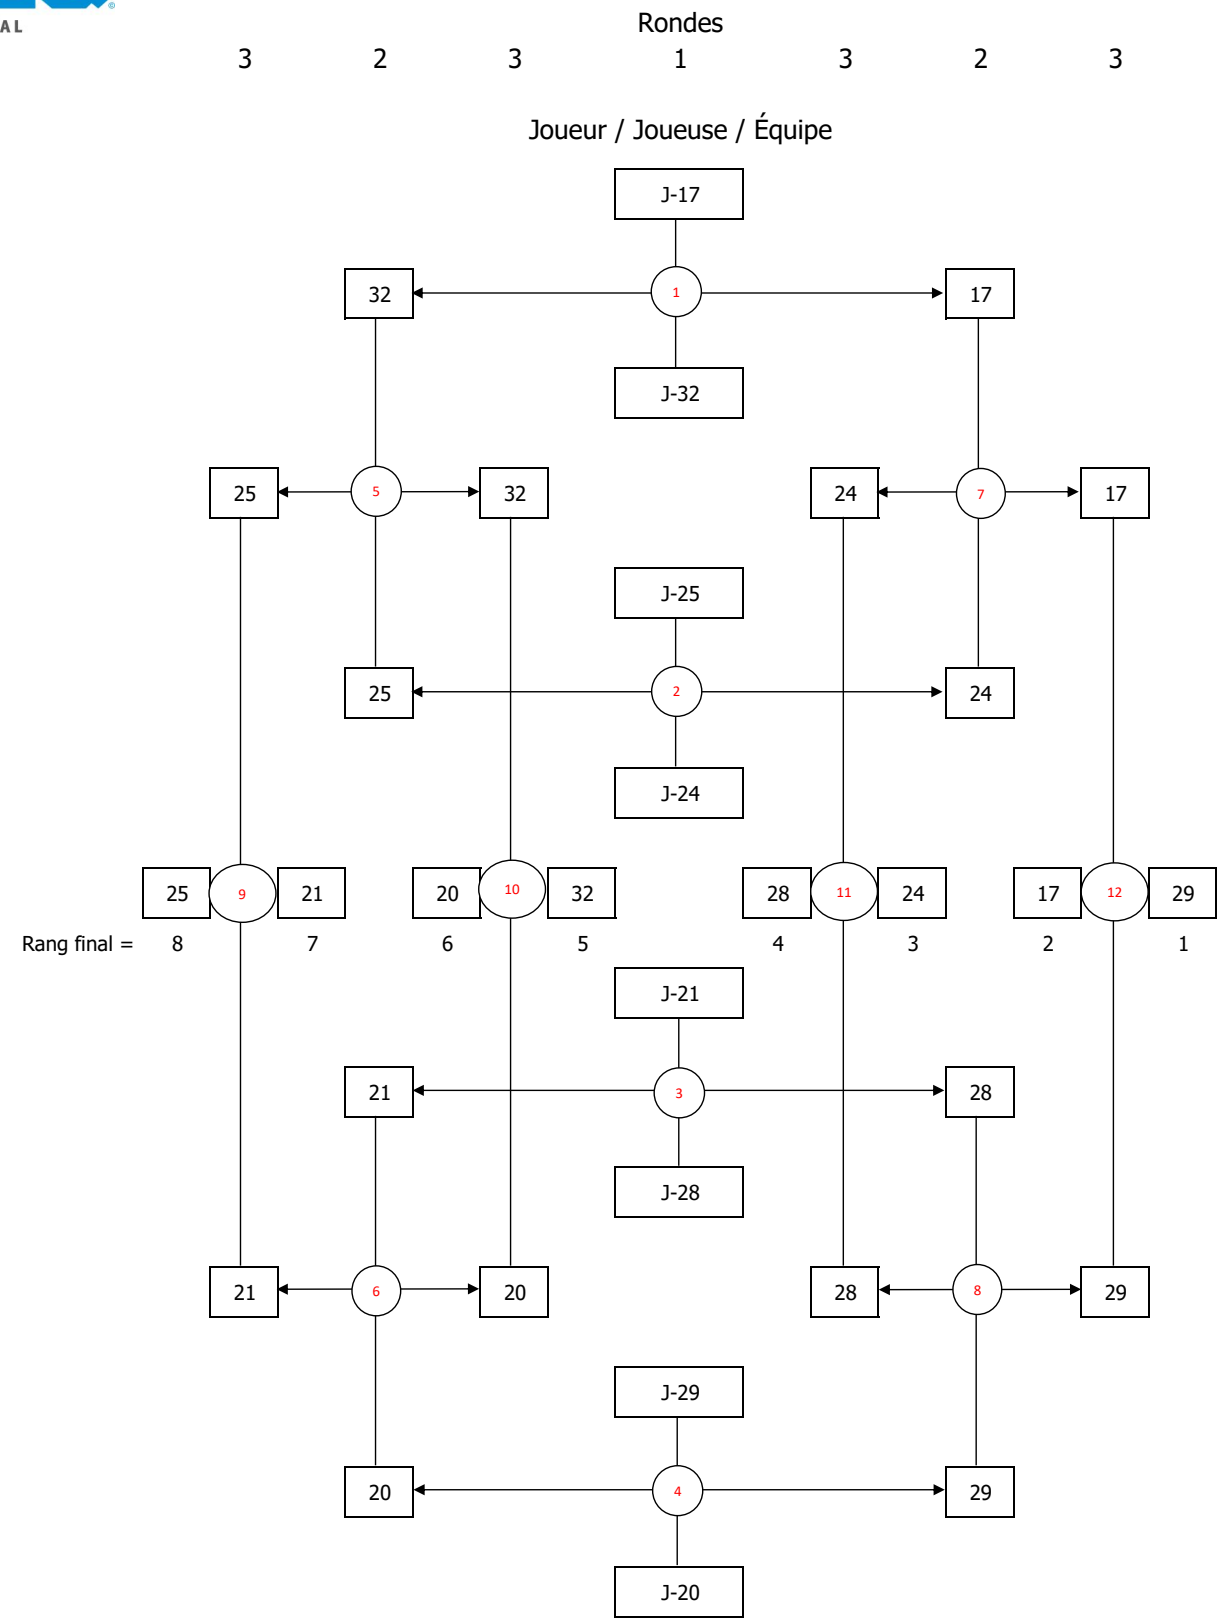 AL
Rondes
3 2 3 1 3 2 3
Joueur / Joueuse / Équipe
J-17
32 1 17
J-32
25 5 32 24 7 17
J-25
25 2 24
J-24
25 9 21 20 10 32 28 11 24 17 12 29
Rang final = 8 7 6 5 4 3 2 1
J-21
21 3 28
J-28
21 6 20 28 8 29
J-29
20 4 29
J-20